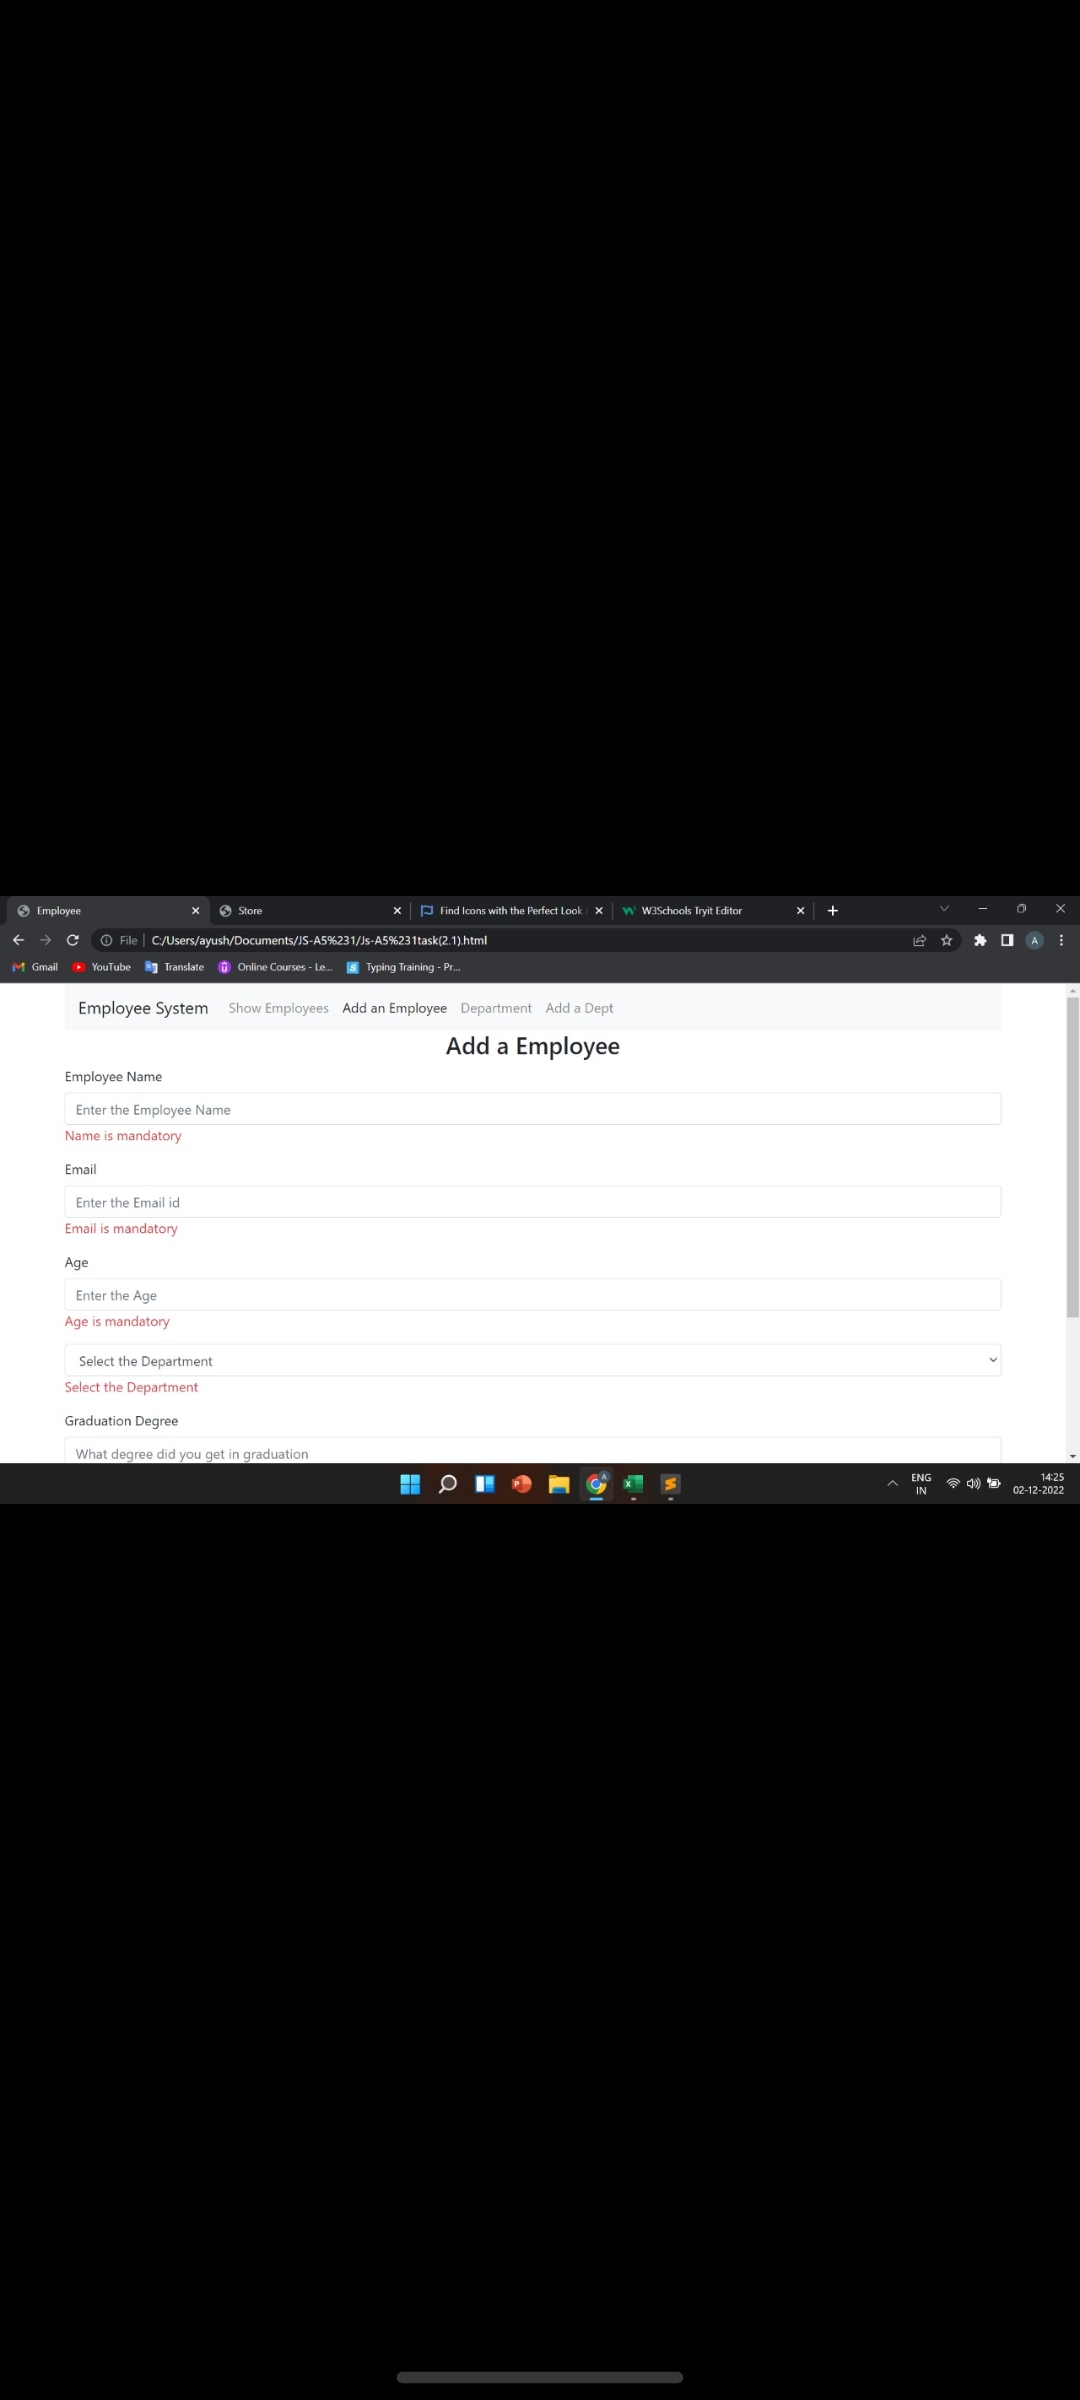 Employee
Store
Find Icons with the Perfect Look
W3Schools Tryit Editor
File
C:/Users/ayush/Documents/JS-A5%231/Js-A5%231task(2.1).html
A
Gmail
YouTube
Translate
Online Courses - Le...
Typing Training - Pr...
Employee System
Show Employees
Add an Employee
Department
Add a Dept
Add a Employee
Employee Name
Enter the Employee Name
Name is mandatory
Email
Enter the Email id
Email is mandatory
Age
Enter the Age
Age is mandatory
Select the Department
Select the Department
Graduation Degree
What degree did you get in graduation
ENG
IN
14:25
02-12-2022